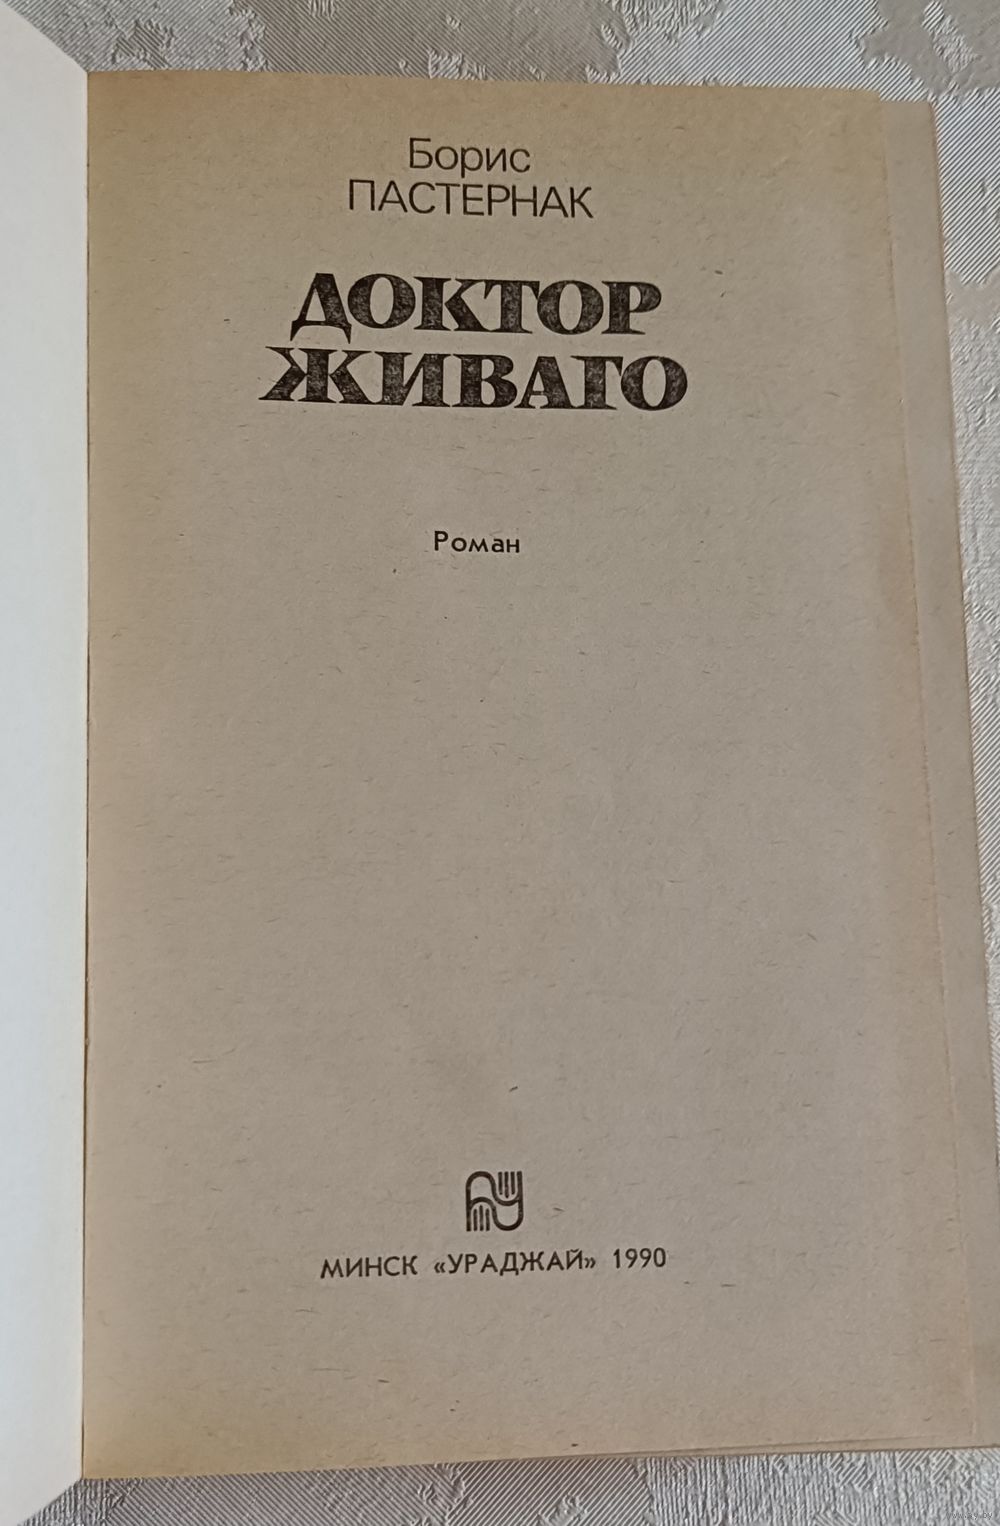 Борис
ПАСТЕРНАК
ДОКТОР
ЖИВАГО
Роман
МИНСК «УРАДЖАЙ» 1990